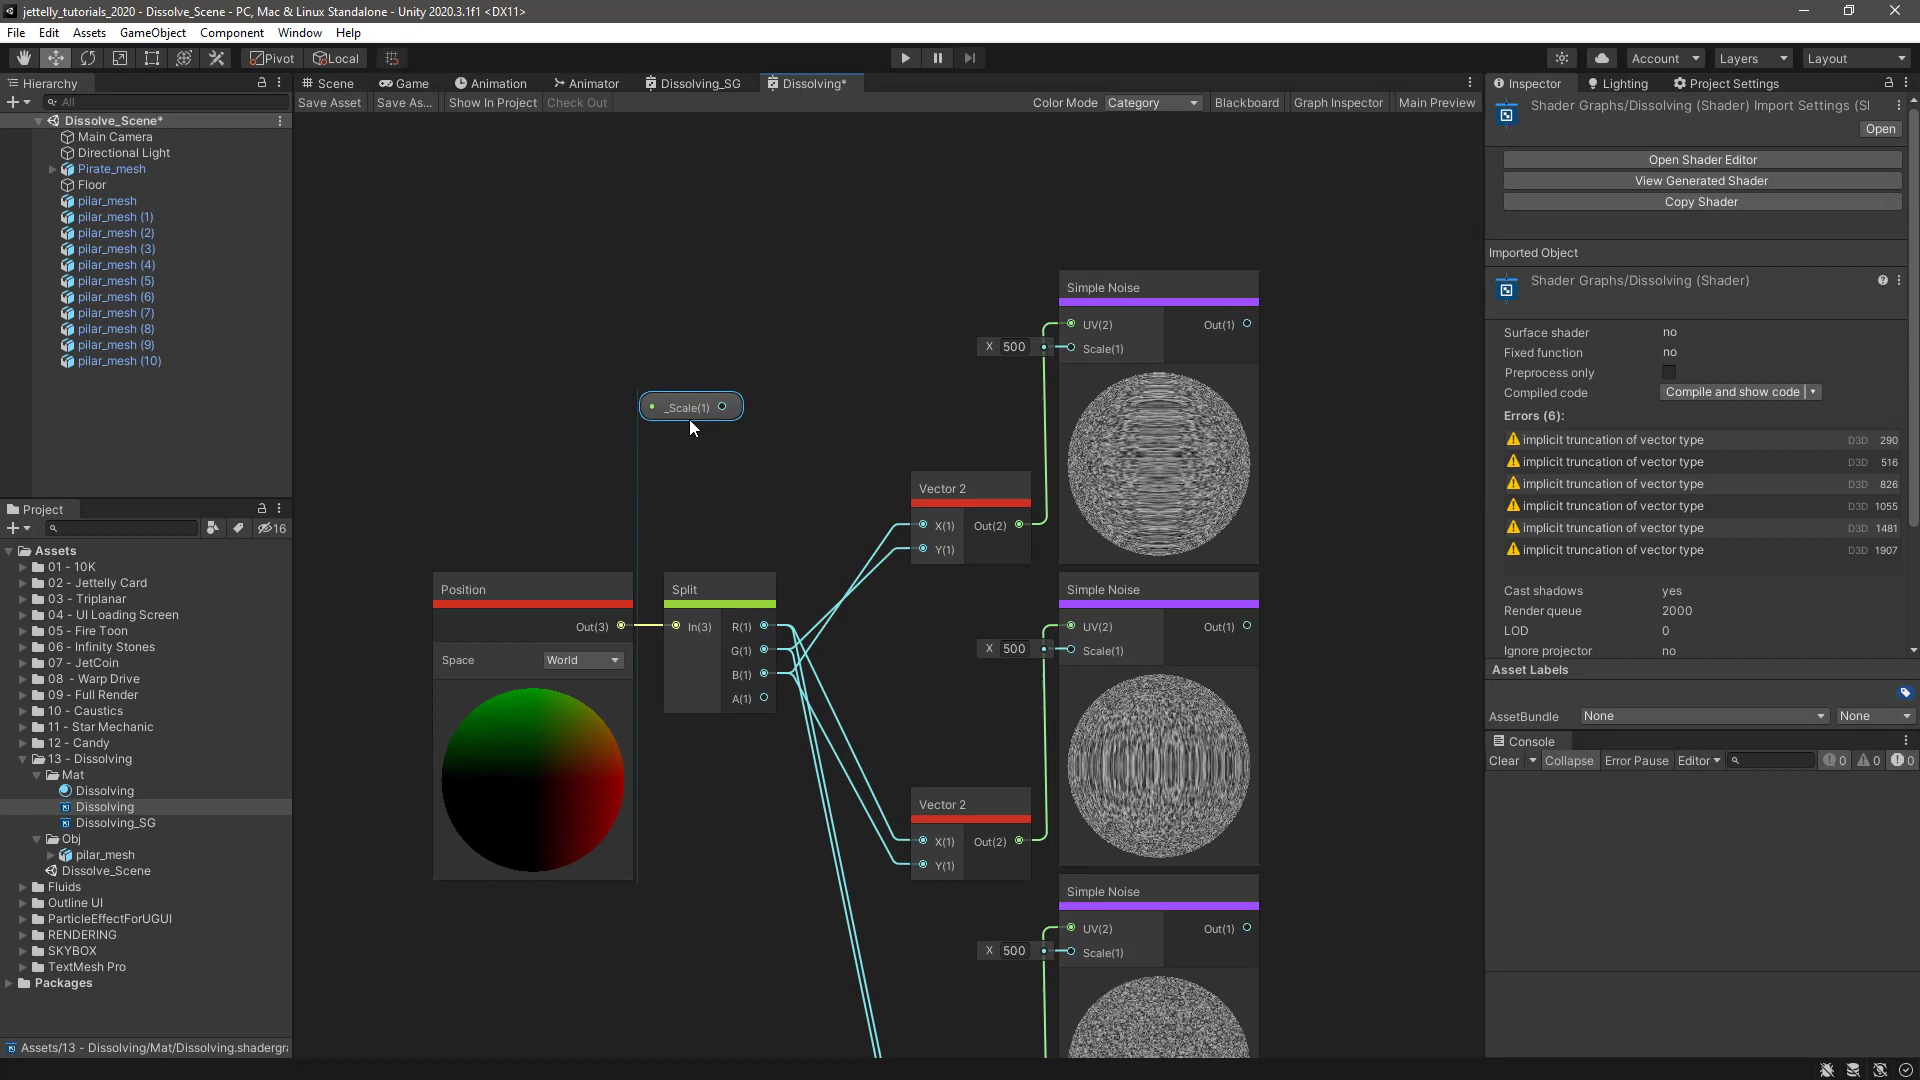 jettelly_tutorials_2020 - Dissolve_Scene - PC, Mac & Linux Standalone - Unity 2020.3.1f1 <DX11>
File Edit Assets GameObject Component Window Help
Pivot Local Account Layers Layout
Hierarchy
All
Dissolve_Scene*
Main Camera
Directional Light
Pirate_mesh
Floor
pilar_mesh
pilar_mesh (1)
pilar_mesh (2)
pilar_mesh (3)
pilar_mesh (4)
pilar_mesh (5)
pilar_mesh (6)
pilar_mesh (7)
pilar_mesh (8)
pilar_mesh (9)
pilar_mesh (10)
Project
16
Assets
01 - 10K
02 - Jettelly Card
03 - Triplanar
04 - UI Loading Screen
05 - Fire Toon
06 - Infinity Stones
07 - JetCoin
08 - Warp Drive
09 - Full Render
10 - Caustics
11 - Star Mechanic
12 - Candy
13 - Dissolving
Mat
Dissolving
Dissolving
Dissolving_SG
Obj
pilar_mesh
Dissolve_Scene
Fluids
Outline UI
ParticleEffectForUGUI
RENDERING
SKYBOX
TextMesh Pro
Packages
Assets/13 - Dissolving/Mat/Dissolving.shadergra
Scene Game Animation Animator Dissolving_SG Dissolving*
Save Asset Save As... Show In Project Check Out Color Mode Category Blackboard Graph Inspector Main Preview
_Scale(1)
Position
Out(3)
Space World
Split
In(3) R(1)
G(1)
B(1)
A(1)
Vector 2
X(1) Out(2)
Y(1)
Vector 2
X(1) Out(2)
Y(1)
Simple Noise
UV(2) Out(1)
X 500 Scale(1)
Simple Noise
UV(2) Out(1)
X 500 Scale(1)
Simple Noise
UV(2) Out(1)
X 500 Scale(1)
Inspector Lighting Project Settings
Shader Graphs/Dissolving (Shader) Import Settings (Sl
Open
Open Shader Editor
View Generated Shader
Copy Shader
Imported Object
Shader Graphs/Dissolving (Shader)
Surface shader no
Fixed function no
Preprocess only
Compiled code Compile and show code
Errors (6):
implicit truncation of vector type D3D 290
implicit truncation of vector type D3D 516
implicit truncation of vector type D3D 826
implicit truncation of vector type D3D 1055
implicit truncation of vector type D3D 1481
implicit truncation of vector type D3D 1907
Cast shadows yes
Render queue 2000
LOD 0
Ignore projector no
Asset Labels
AssetBundle None None
Console
Clear Collapse Error Pause Editor 0 0 0